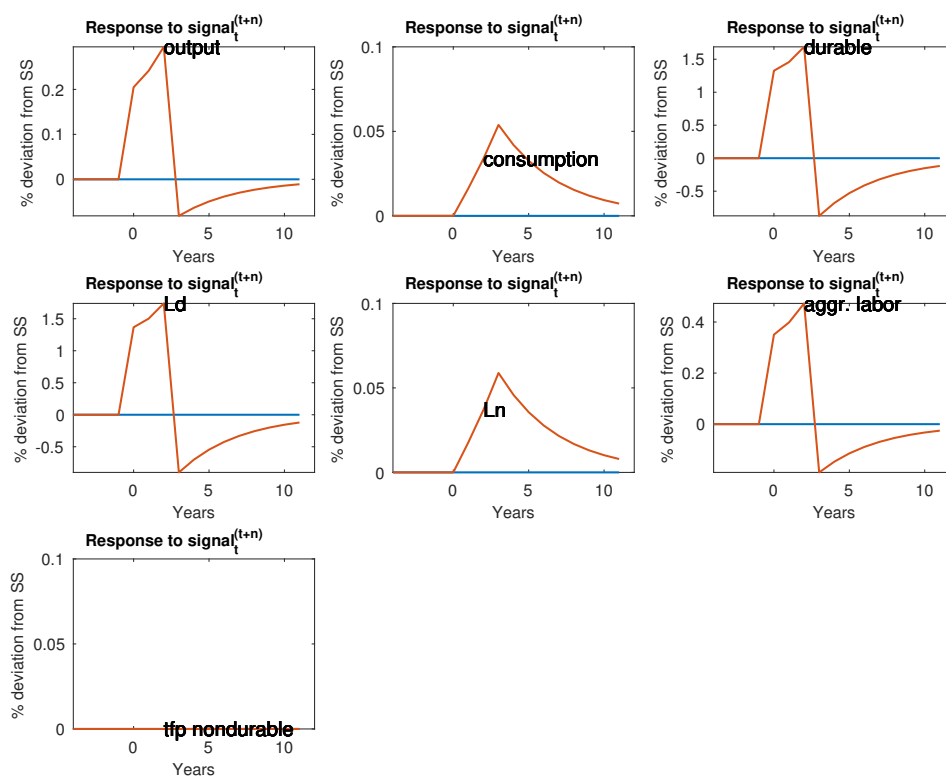 Response to signal_t^(t+n)
output
% deviation from SS
0.2
0
0
5
10
Years
Response to signal_t^(t+n)
consumption
% deviation from SS
0.1
0.05
0
0
5
10
Years
Response to signal_t^(t+n)
durable
% deviation from SS
1.5
1
0
-0.5
0
5
10
Years
Response to signal_t^(t+n)
Ld
% deviation from SS
1.5
1
0
-0.5
0
5
10
Years
Response to signal_t^(t+n)
Ln
% deviation from SS
0.1
0.05
0
0
5
10
Years
Response to signal_t^(t+n)
aggr. labor
% deviation from SS
0.4
0.2
0
0
5
10
Years
Response to signal_t^(t+n)
tfp nondurable
% deviation from SS
0.1
0.05
0
0
5
10
Years